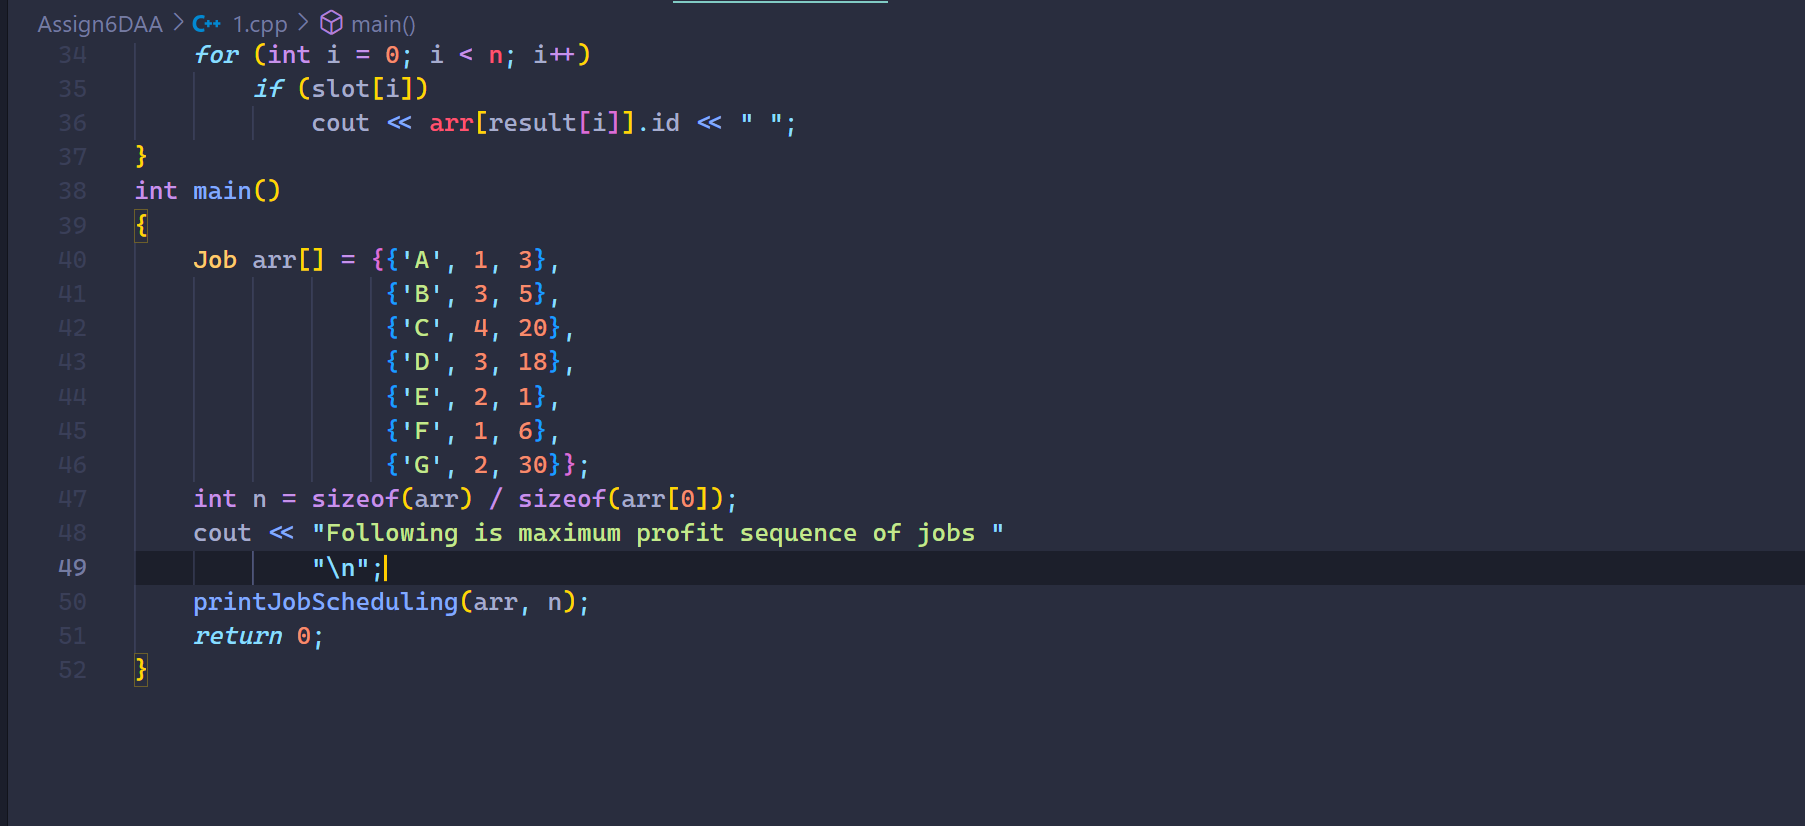 Assign6DAA > C++ 1.cpp > main()
34 for (int i = 0; i < n; i++)
35 if (slot[i])
36 cout << arr[result[i]].id << " ";
37 }
38 int main()
39 {
40 Job arr[] = {{'A', 1, 3},
41 {'B', 3, 5},
42 {'C', 4, 20},
43 {'D', 3, 18},
44 {'E', 2, 1},
45 {'F', 1, 6},
46 {'G', 2, 30}};
47 int n = sizeof(arr) / sizeof(arr[0]);
48 cout << "Following is maximum profit sequence of jobs "
49 "\n";
50 printJobScheduling(arr, n);
51 return 0;
52 }